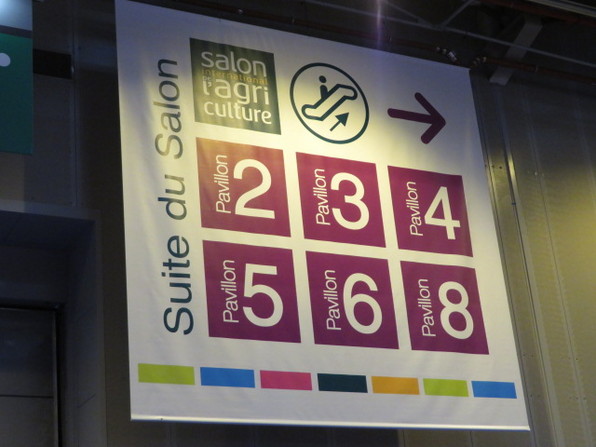 Suite du Salon
salon
international
de
l'agri
culture
Pavillon 2
Pavillon 3
Pavillon 4
Pavillon 5
Pavillon 6
Pavillon 8